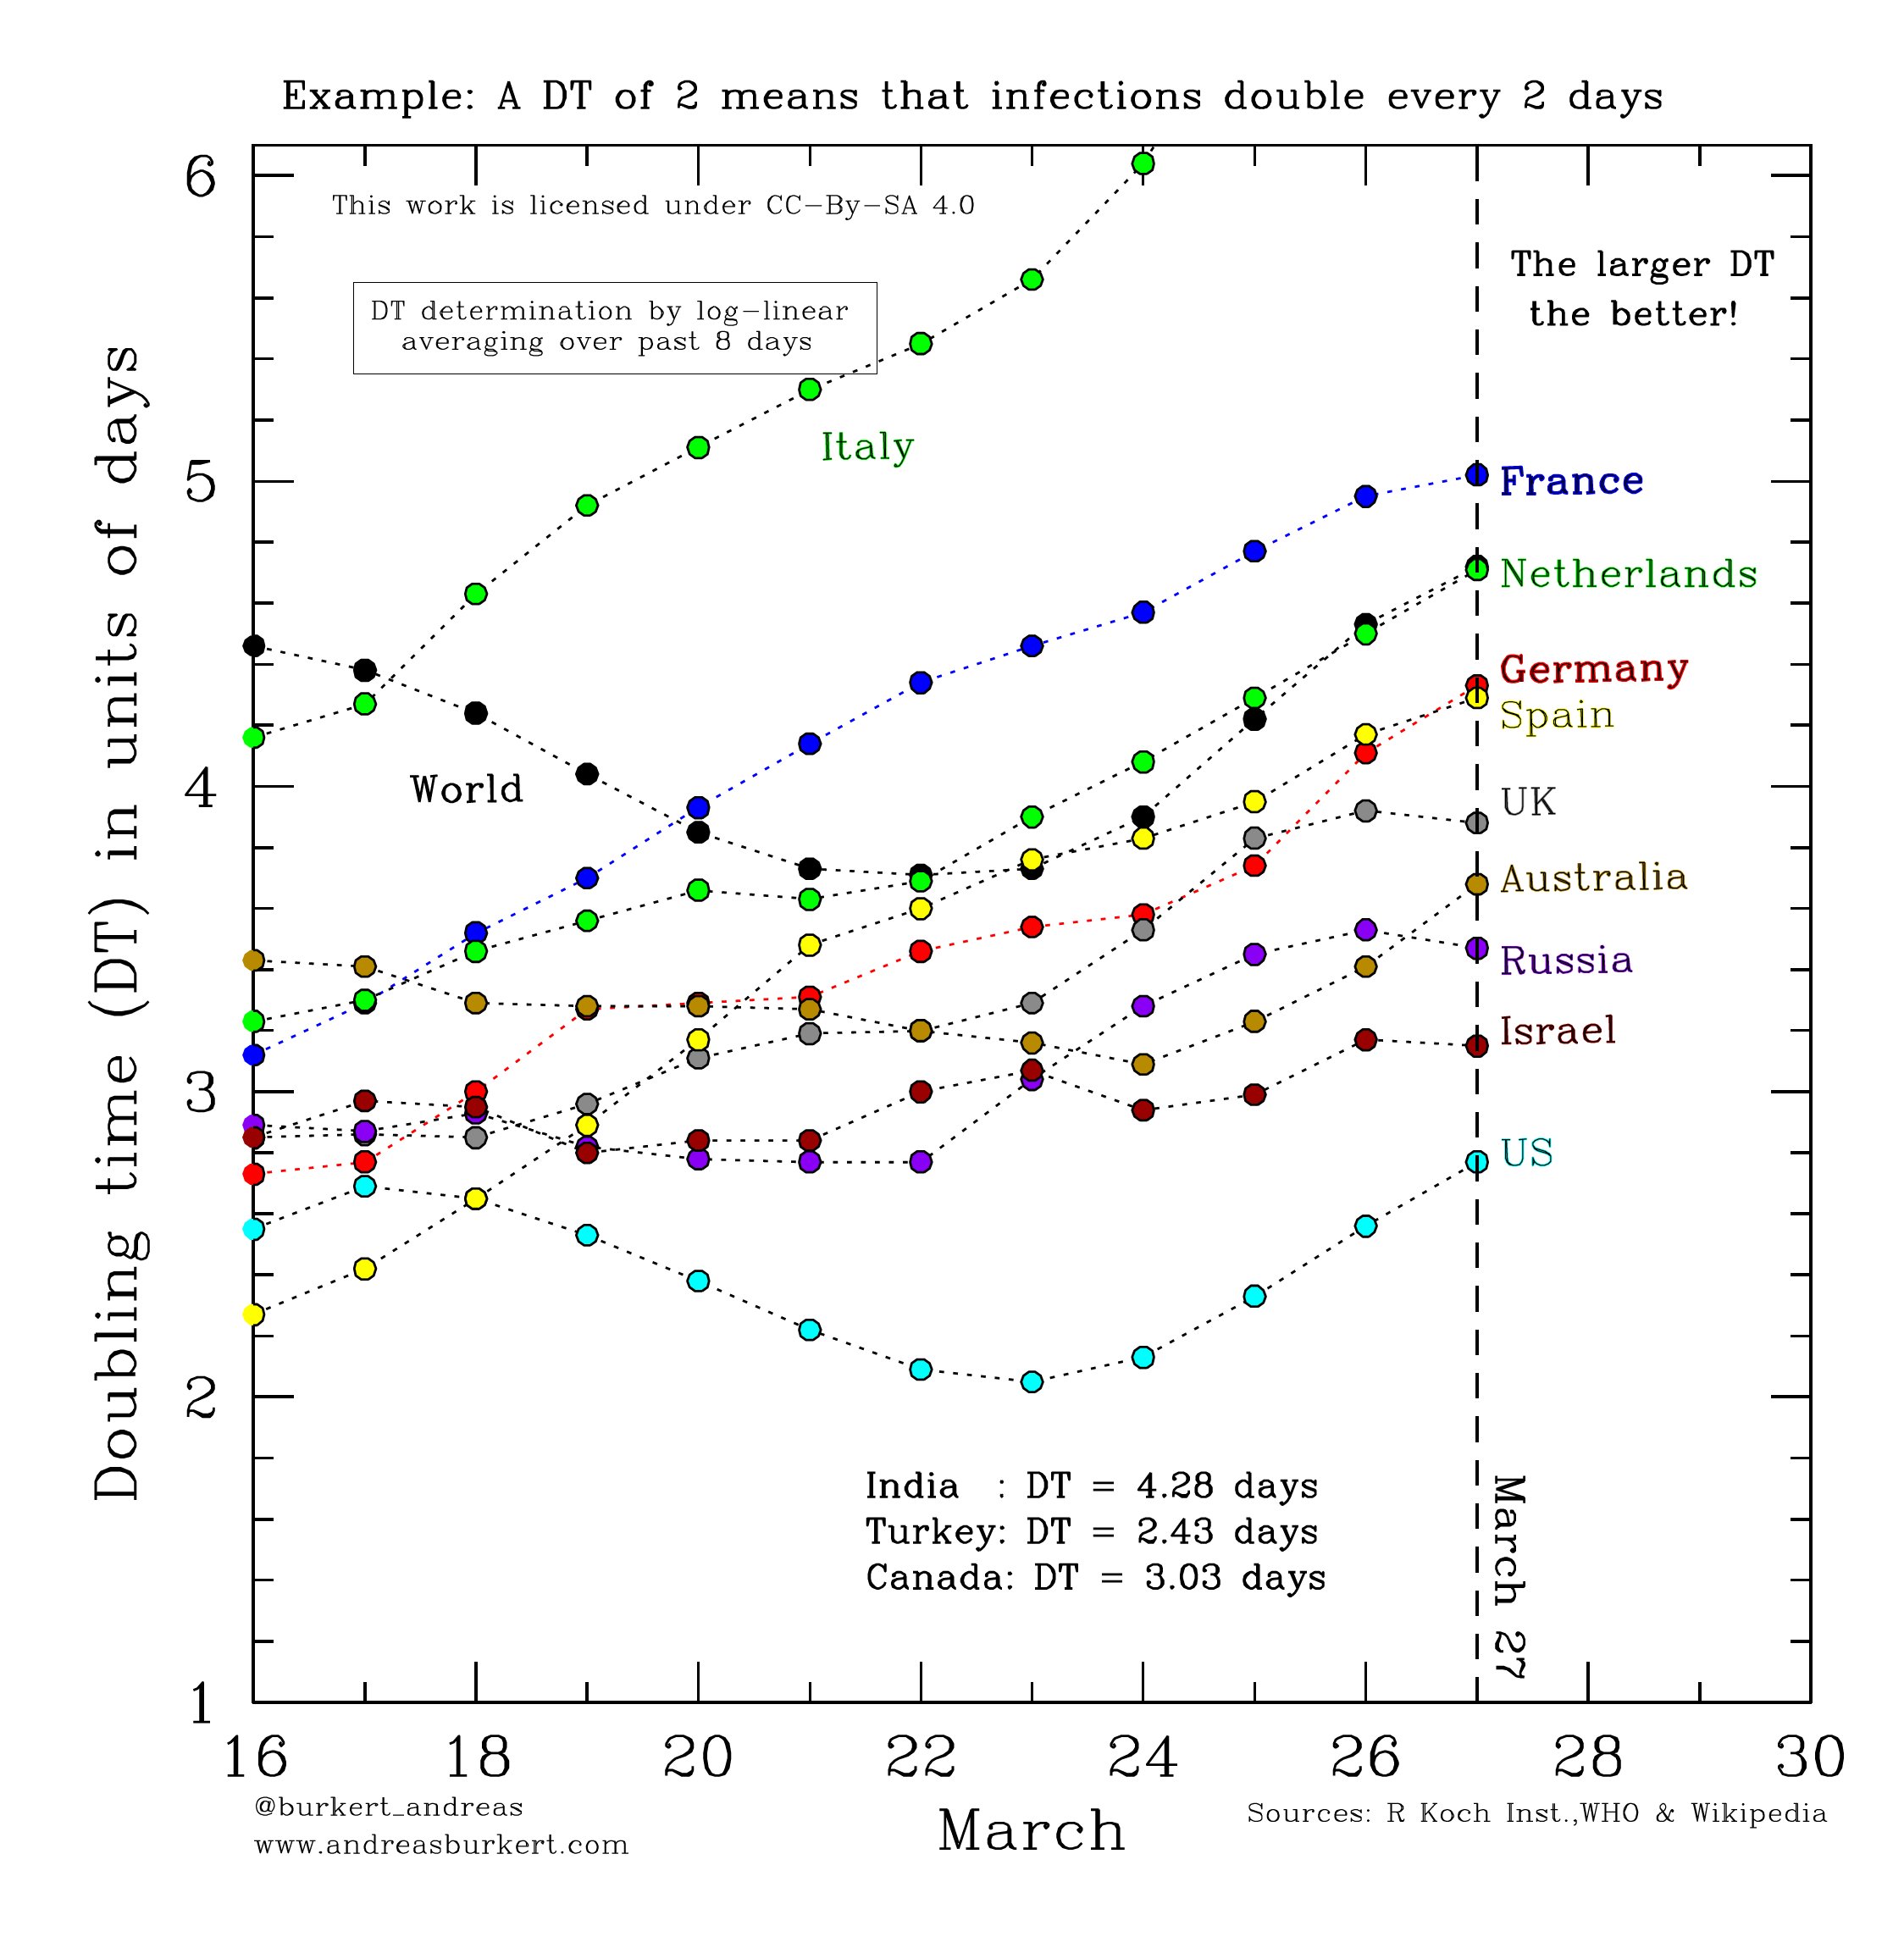 Example: A DT of 2 means that infections double every 2 days
This work is licensed under CC-By-SA 4.0
DT determination by log-linear
averaging over past 8 days
The larger DT
the better!
Doubling time (DT) in units of days
6
5
4
3
2
1
Italy
World
France
Netherlands
Germany
Spain
UK
Australia
Russia
Israel
US
India : DT = 4.28 days
Turkey: DT = 2.43 days
Canada: DT = 3.03 days
March 27
16 18 20 22 24 26 28 30
March
@burkert_andreas
www.andreasburkert.com
Sources: R Koch Inst.,WHO & Wikipedia